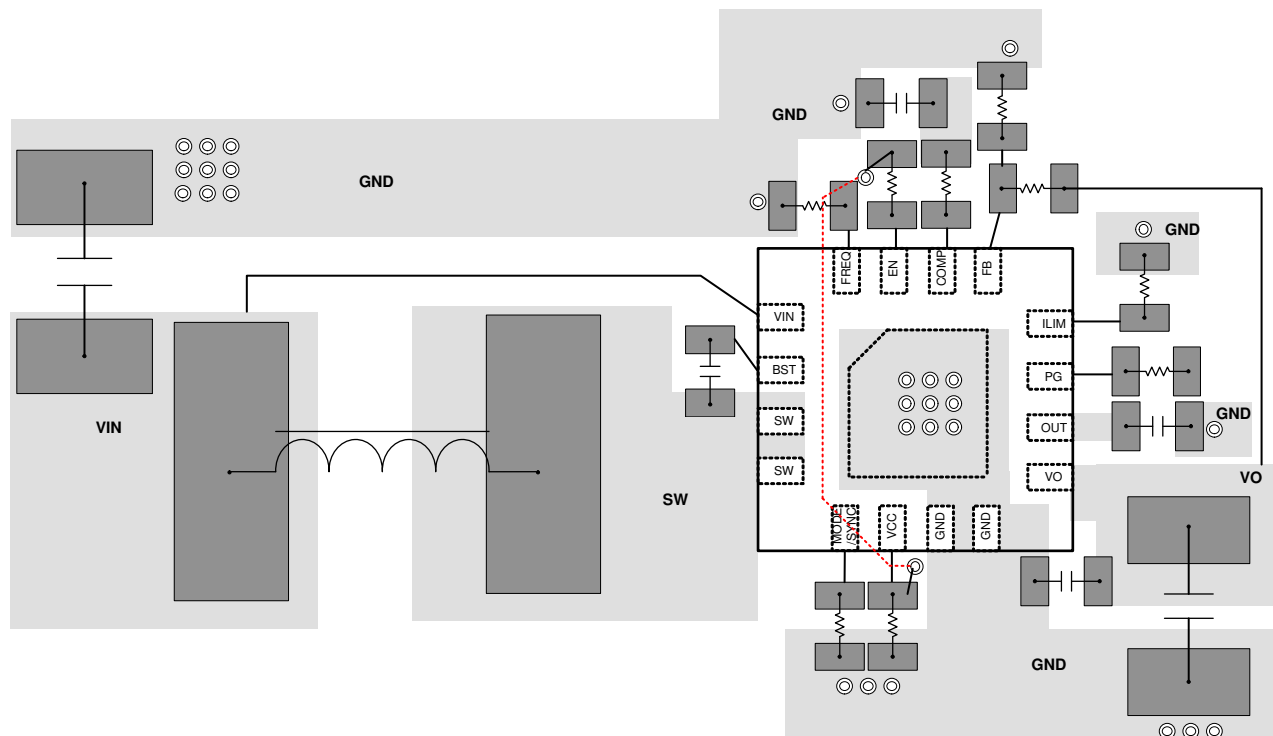 GND
GND
FREQ
EN
COMP
FB
GND
VIN
ILIM
BST
PG
VIN
SW
OUT
GND
SW
SW
VO
VO
MODE
/SYNC
VCC
GND
GND
GND